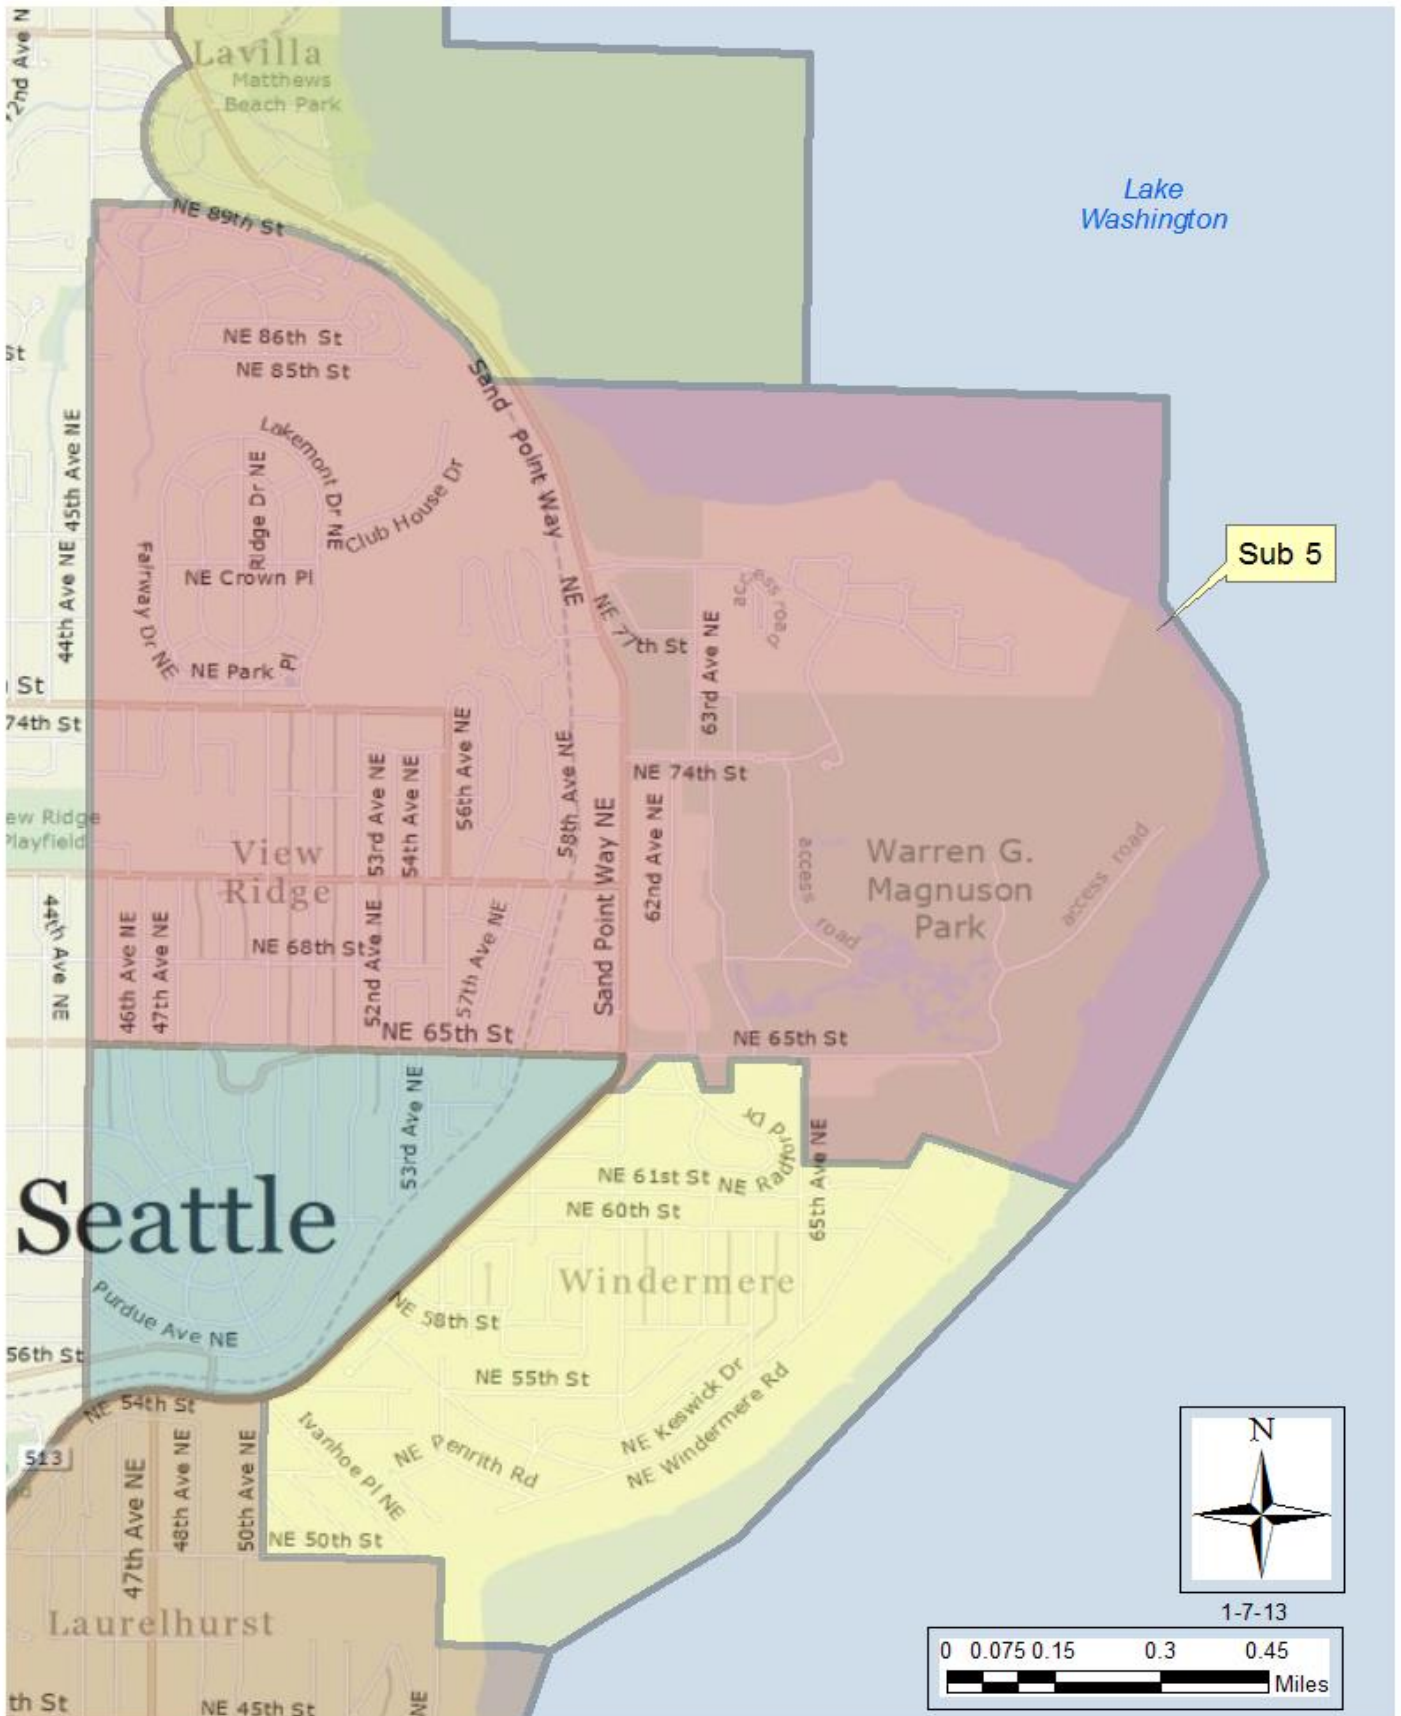 72nd Ave N
Lavilla
Matthews
Beach Park
Lake
Washington
NE 89th St
NE 86th St
NE 85th St
St
Sand Point Way NE
Lakemont Dr NE
Ridge Dr NE
Club House Dr
45th Ave NE
44th Ave NE
Fairway Dr NE
NE Crown Pl
NE Park Pl
Sub 5
access road
NE 77th St
63rd Ave NE
St
74th St
56th Ave NE
58th Ave NE
53rd Ave NE
54th Ave NE
NE 74th St
Sand Point Way NE
62nd Ave NE
ew Ridge
Playfield
View
Ridge
access road
Warren G.
Magnuson
Park
access road
44th Ave NE
46th Ave NE
47th Ave NE
NE 68th St
52nd Ave NE
57th Ave NE
NE 65th St
NE 65th St
53rd Ave NE
NE Radford Dr
65th Ave NE
NE 61st St
NE 60th St
Seattle
Windermere
Purdue Ave NE
NE 58th St
56th St
NE 55th St
NE Keswick Dr
NE Windermere Rd
NE 54th St
Ivanhoe Pl NE
NE Penrith Rd
513
47th Ave NE
48th Ave NE
50th Ave NE
NE 50th St
N
1-7-13
Laurelhurst
0 0.075 0.15 0.3 0.45
Miles
th St
NE 45th St
NE